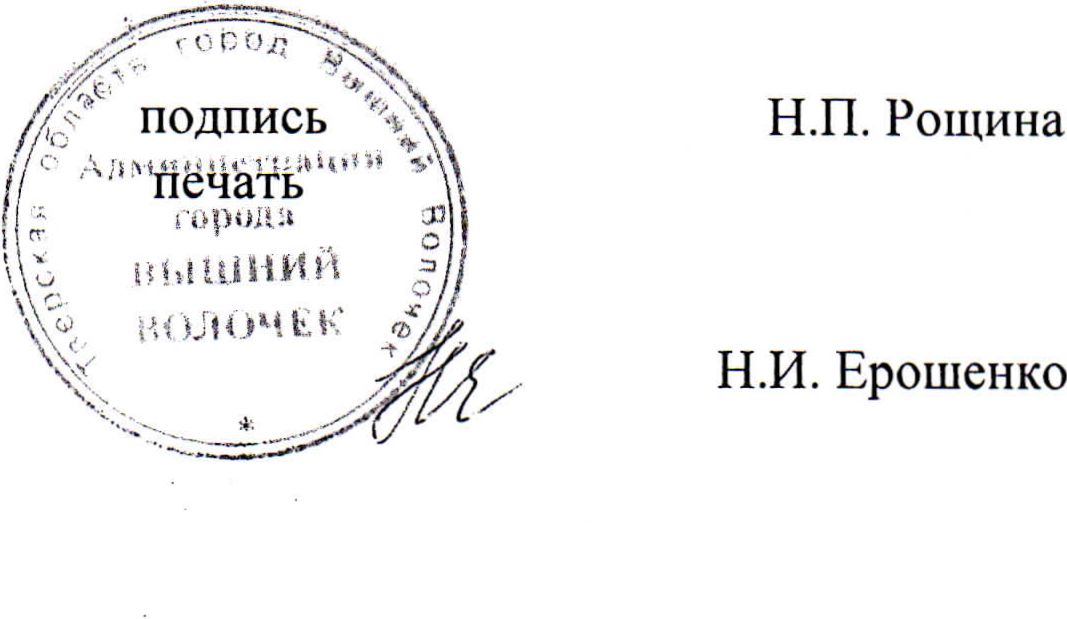 Тверская область город Вышний Волочек
подпись
Н.П. Рощина
Администрация
печать
города
ВЫШНИЙ
ВОЛОЧЕК
*
Н.И. Ерошенко